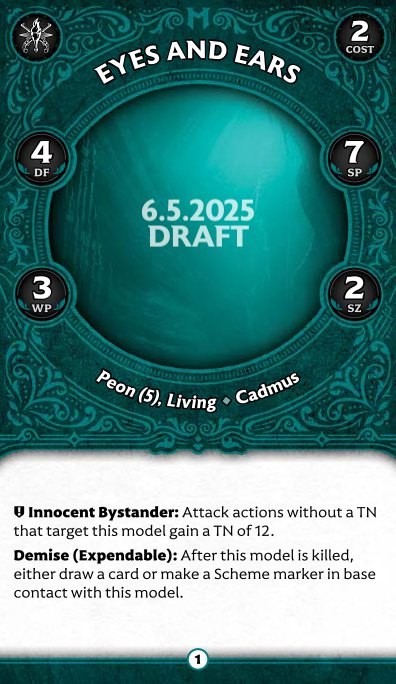 2
COST
EYES AND EARS
4
DF
7
SP
6.5.2025
DRAFT
3
WP
2
SZ
Peon (5), Living ◆ Cadmus
Innocent Bystander: Attack actions without a TN
that target this model gain a TN of 12.
Demise (Expendable): After this model is killed,
either draw a card or make a Scheme marker in base
contact with this model.
1